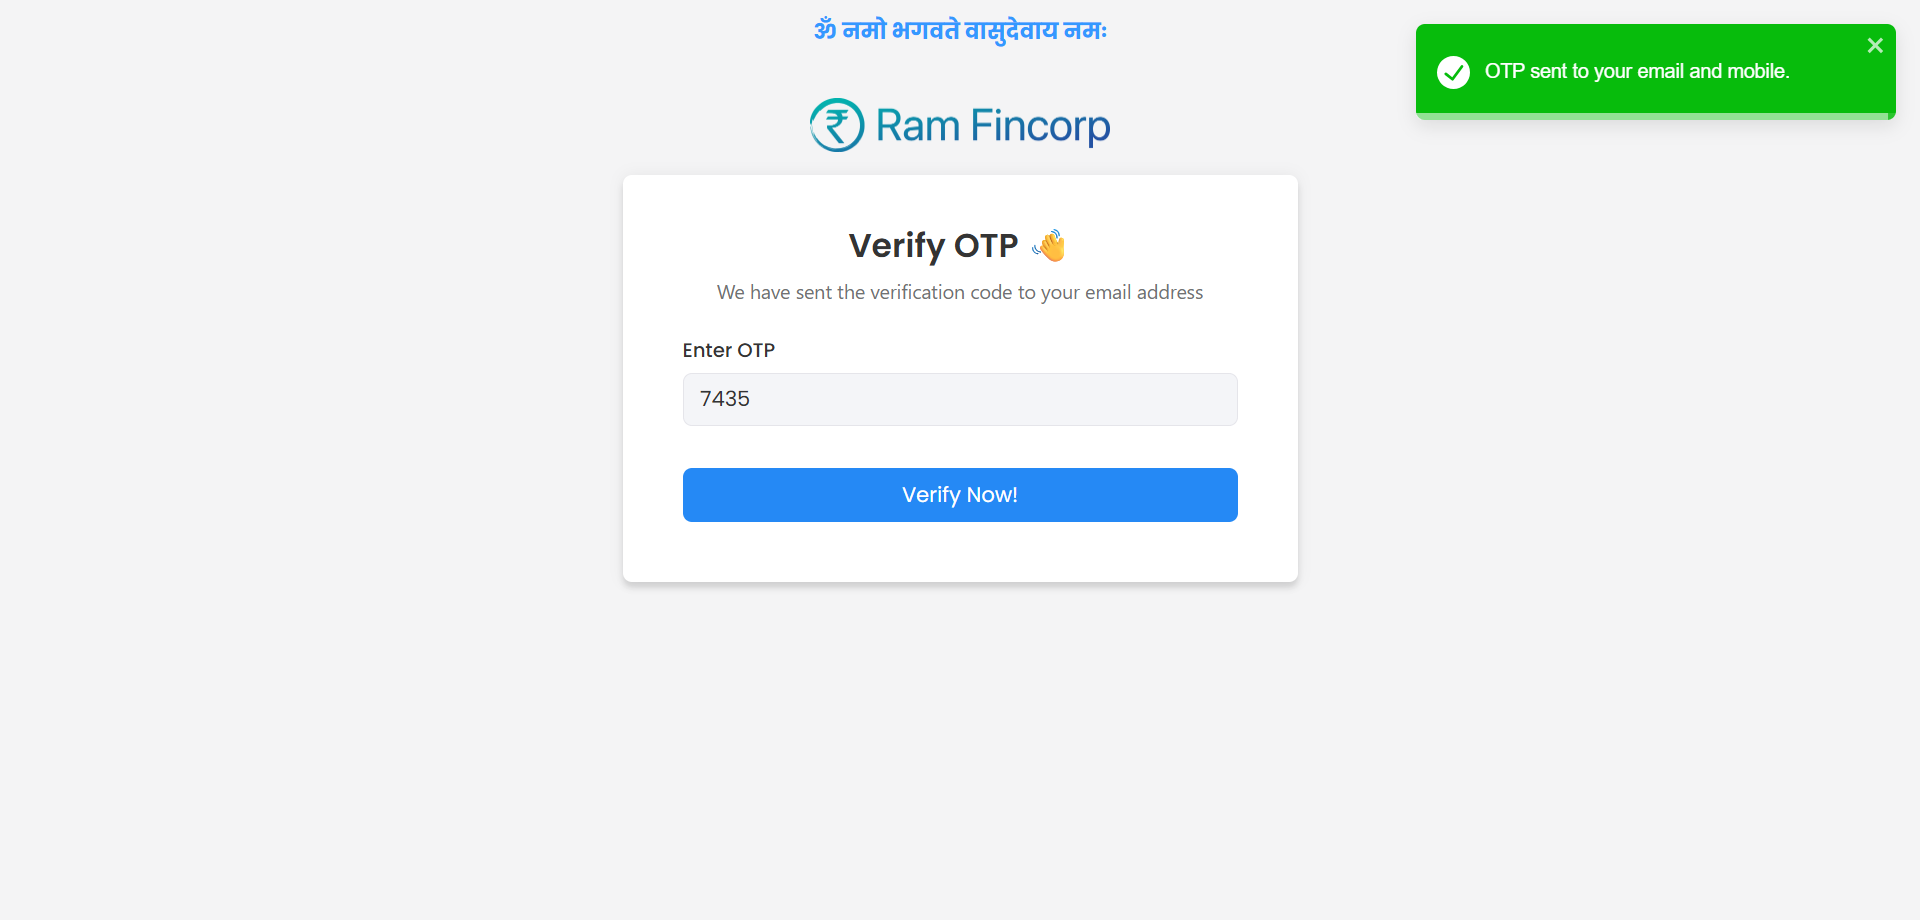 ॐ नमो भगवते वासुदेवाय नमः
OTP sent to your email and mobile.
₹ Ram Fincorp
Verify OTP 👋
We have sent the verification code to your email address
Enter OTP
7435
Verify Now!